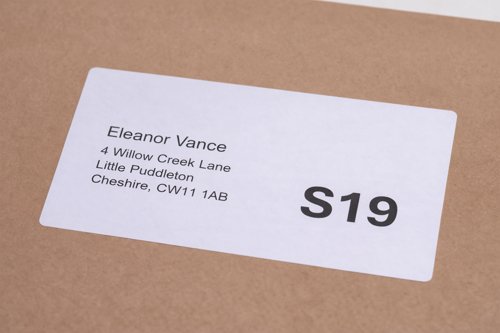 Eleanor Vance
4 Willow Creek Lane
Little Puddleton
Cheshire, CW11 1AB
S19